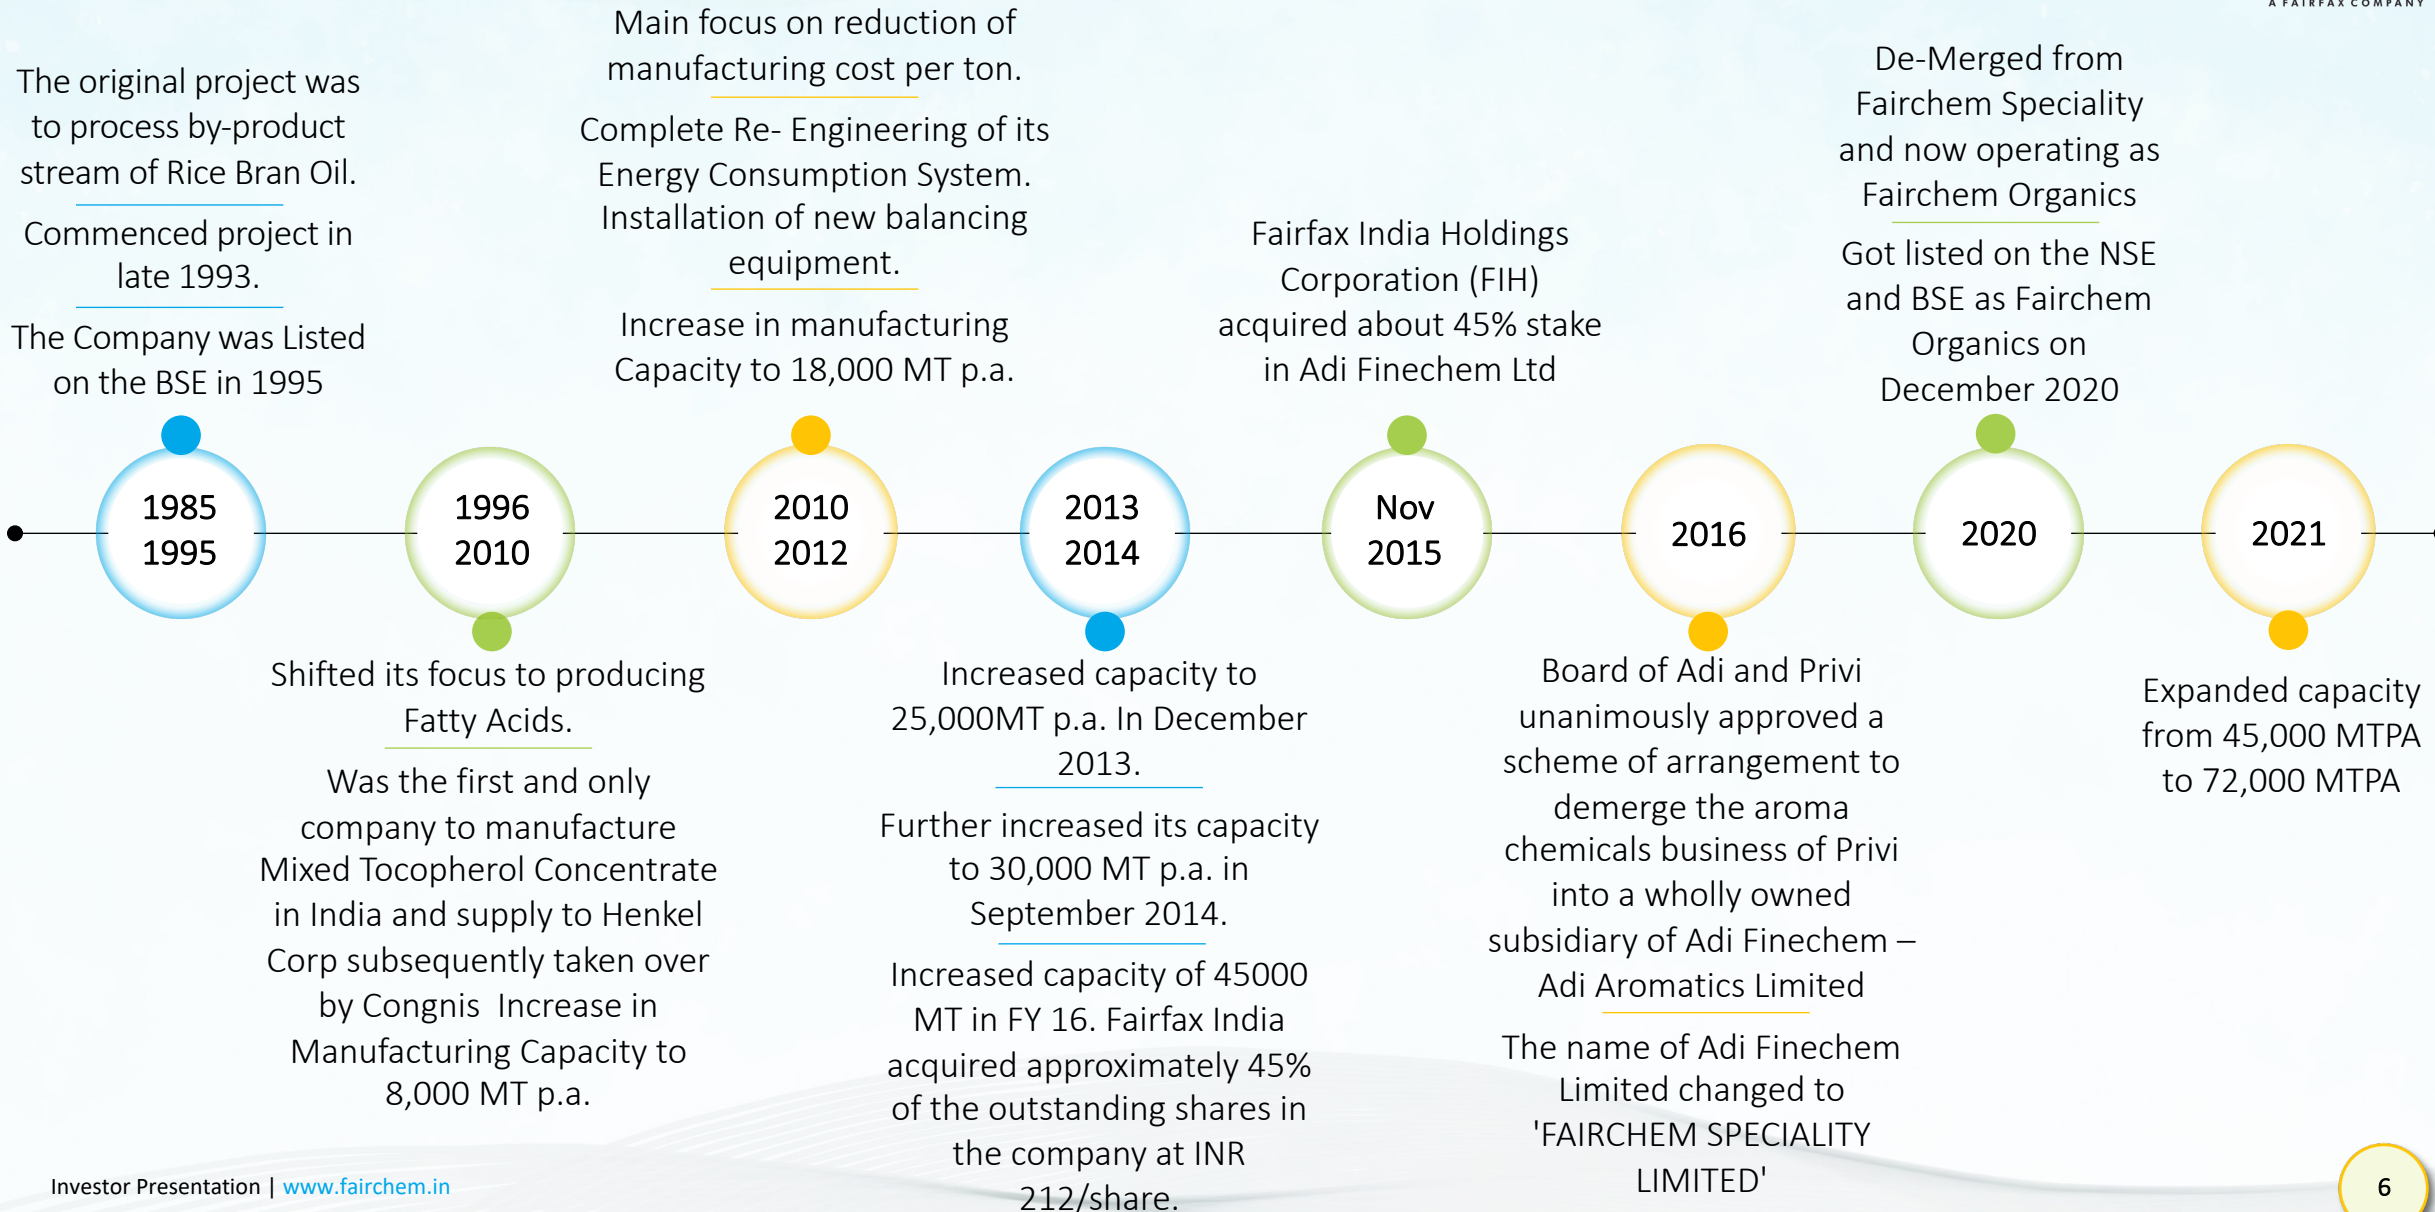 A FAIRFAX COMPANY
The original project was
to process by-product
stream of Rice Bran Oil.
Commenced project in
late 1993.
The Company was Listed
on the BSE in 1995
Main focus on reduction of
manufacturing cost per ton.
Complete Re- Engineering of its
Energy Consumption System.
Installation of new balancing
equipment.
Increase in manufacturing
Capacity to 18,000 MT p.a.
Fairfax India Holdings
Corporation (FIH)
acquired about 45% stake
in Adi Finechem Ltd
De-Merged from
Fairchem Speciality
and now operating as
Fairchem Organics
Got listed on the NSE
and BSE as Fairchem
Organics on
December 2020
1985
1995
1996
2010
2010
2012
2013
2014
Nov
2015
2016
2020
2021
Shifted its focus to producing
Fatty Acids.
Was the first and only
company to manufacture
Mixed Tocopherol Concentrate
in India and supply to Henkel
Corp subsequently taken over
by Congnis  Increase in
Manufacturing Capacity to
8,000 MT p.a.
Increased capacity to
25,000MT p.a. In December
2013.
Further increased its capacity
to 30,000 MT p.a. in
September 2014.
Increased capacity of 45000
MT in FY 16. Fairfax India
acquired approximately 45%
of the outstanding shares in
the company at INR
212/share.
Board of Adi and Privi
unanimously approved a
scheme of arrangement to
demerge the aroma
chemicals business of Privi
into a wholly owned
subsidiary of Adi Finechem –
Adi Aromatics Limited
The name of Adi Finechem
Limited changed to
'FAIRCHEM SPECIALITY
LIMITED'
Expanded capacity
from 45,000 MTPA
to 72,000 MTPA
Investor Presentation | www.fairchem.in
6